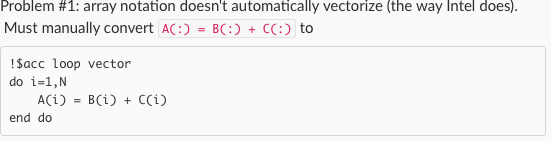 Problem #1: array notation doesn't automatically vectorize (the way Intel does).
Must manually convert A(:) = B(:) + C(:) to
!$acc loop vector
do i=1,N
    A(i) = B(i) + C(i)
end do